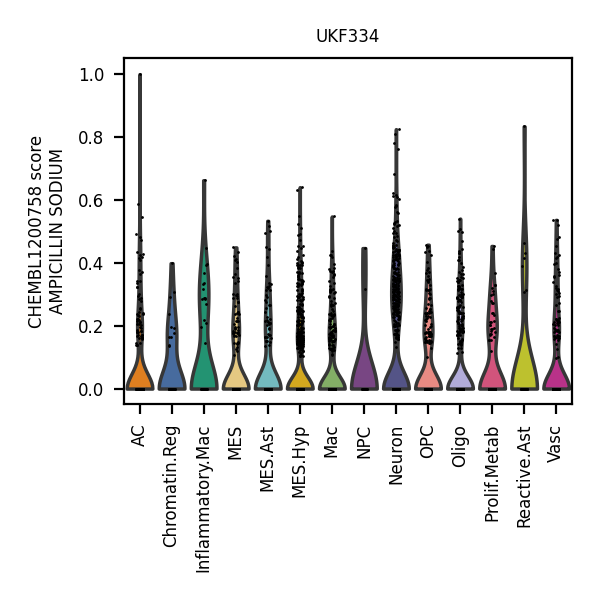 UKF334
CHEMBL1200758 score
AMPICILLIN SODIUM
1.0
0.8
0.6
0.4
0.2
0.0
AC
Chromatin.Reg
Inflammatory.Mac
MES
MES.Ast
MES.Hyp
Mac
NPC
Neuron
OPC
Oligo
Prolif.Metab
Reactive.Ast
Vasc